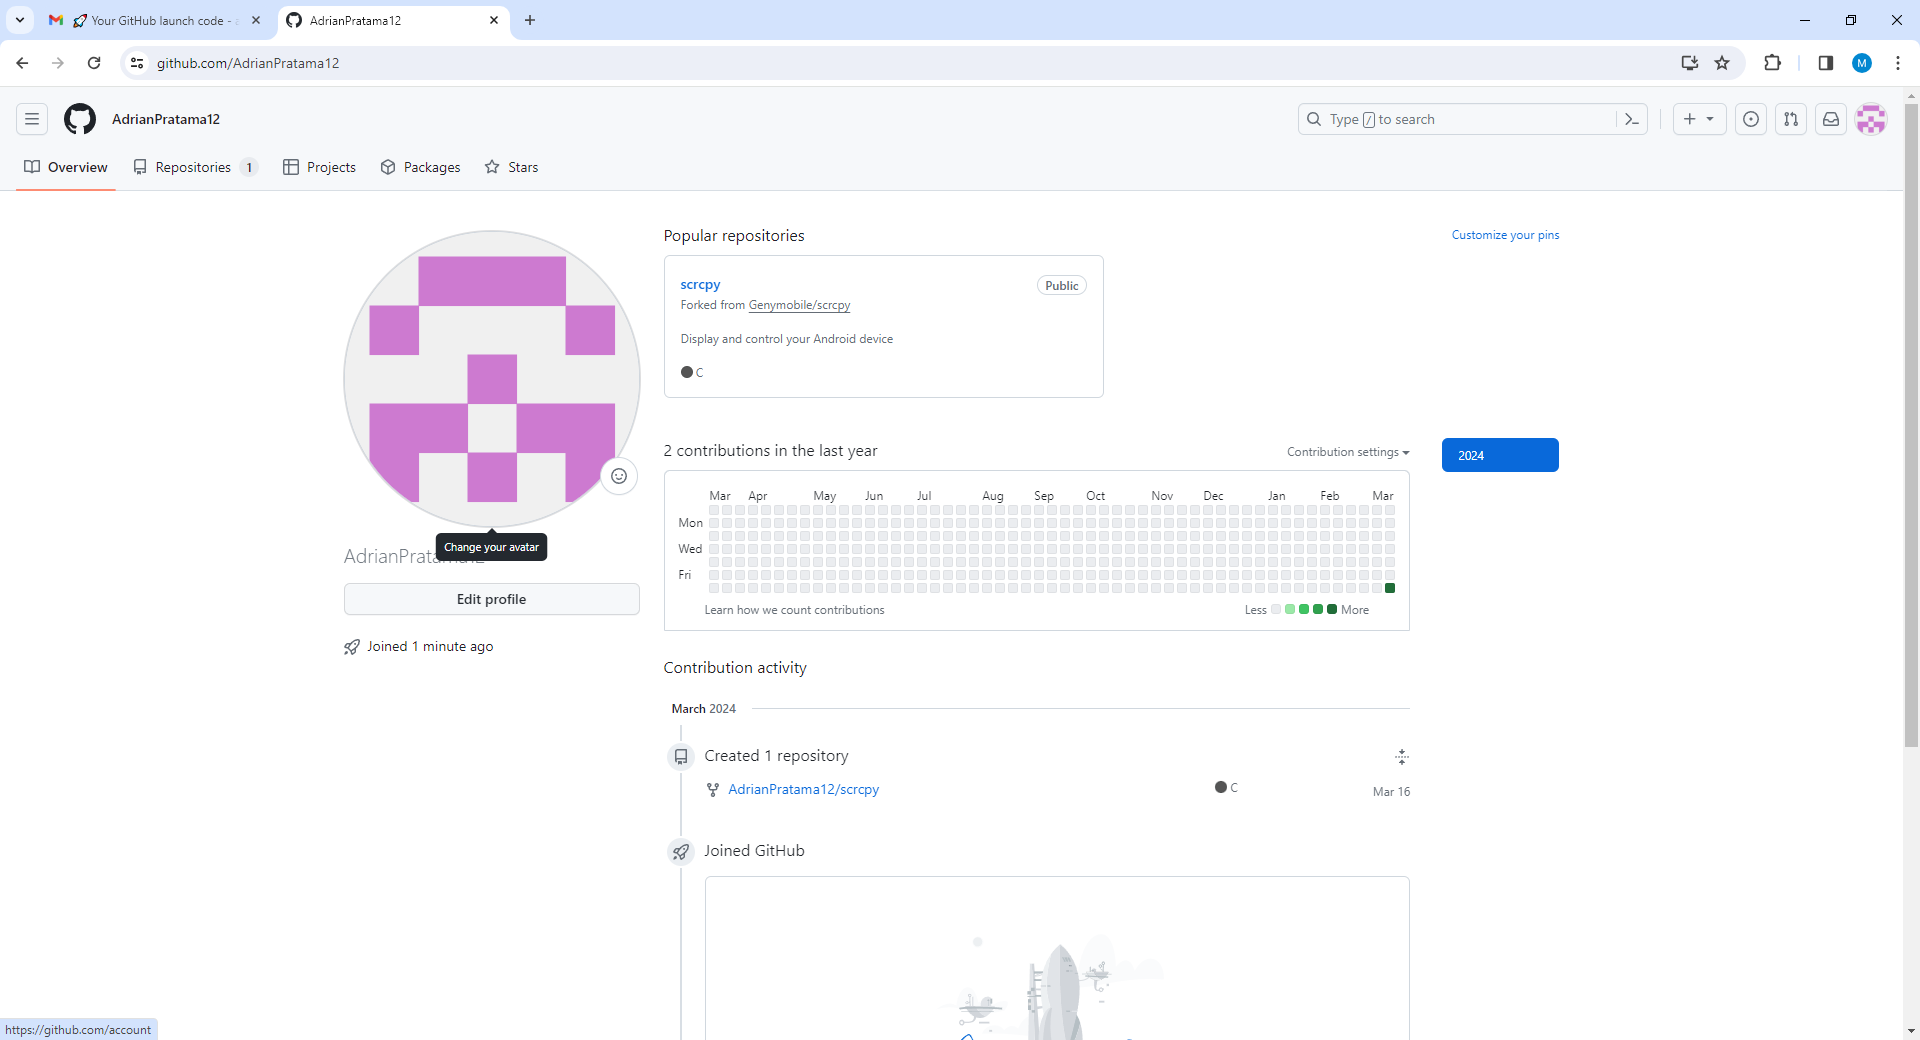 Your GitHub launch code -
AdrianPratama12
github.com/AdrianPratama12
M
AdrianPratama12
Type / to search
Overview
Repositories 1
Projects
Packages
Stars
Popular repositories
Customize your pins
scrcpy
Public
Forked from Genymobile/scrcpy
Display and control your Android device
C
2 contributions in the last year
Contribution settings
2024
Mar Apr May Jun Jul Aug Sep Oct Nov Dec Jan Feb Mar
Mon
Wed
Fri
Learn how we count contributions
Less
More
Change your avatar
Edit profile
Joined 1 minute ago
Contribution activity
March 2024
Created 1 repository
AdrianPratama12/scrcpy
C
Mar 16
Joined GitHub
https://github.com/account